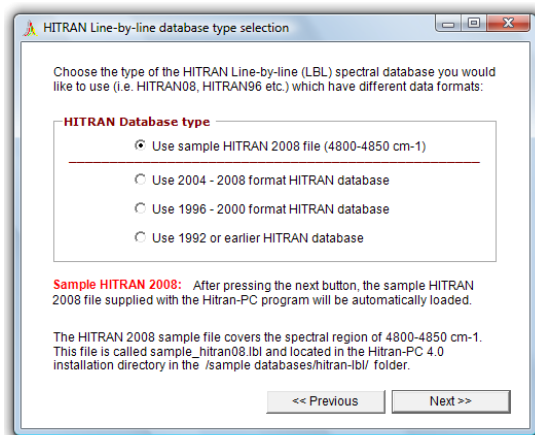 HITRAN Line-by-line database type selection
Choose the type of the HITRAN Line-by-line (LBL) spectral database you would
like to use (i.e. HITRAN08, HITRAN96 etc.) which have different data formats:
HITRAN Database type
Use sample HITRAN 2008 file (4800-4850 cm-1)
Use 2004 - 2008 format HITRAN database
Use 1996 - 2000 format HITRAN database
Use 1992 or earlier HITRAN database
Sample HITRAN 2008: After pressing the next button, the sample HITRAN
2008 file supplied with the Hitran-PC program will be automatically loaded.
The HITRAN 2008 sample file covers the spectral region of 4800-4850 cm-1.
This file is called sample_hitran08.lbl and located in the Hitran-PC 4.0
installation directory in the /sample databases/hitran-lbl/ folder.
<< Previous
Next >>